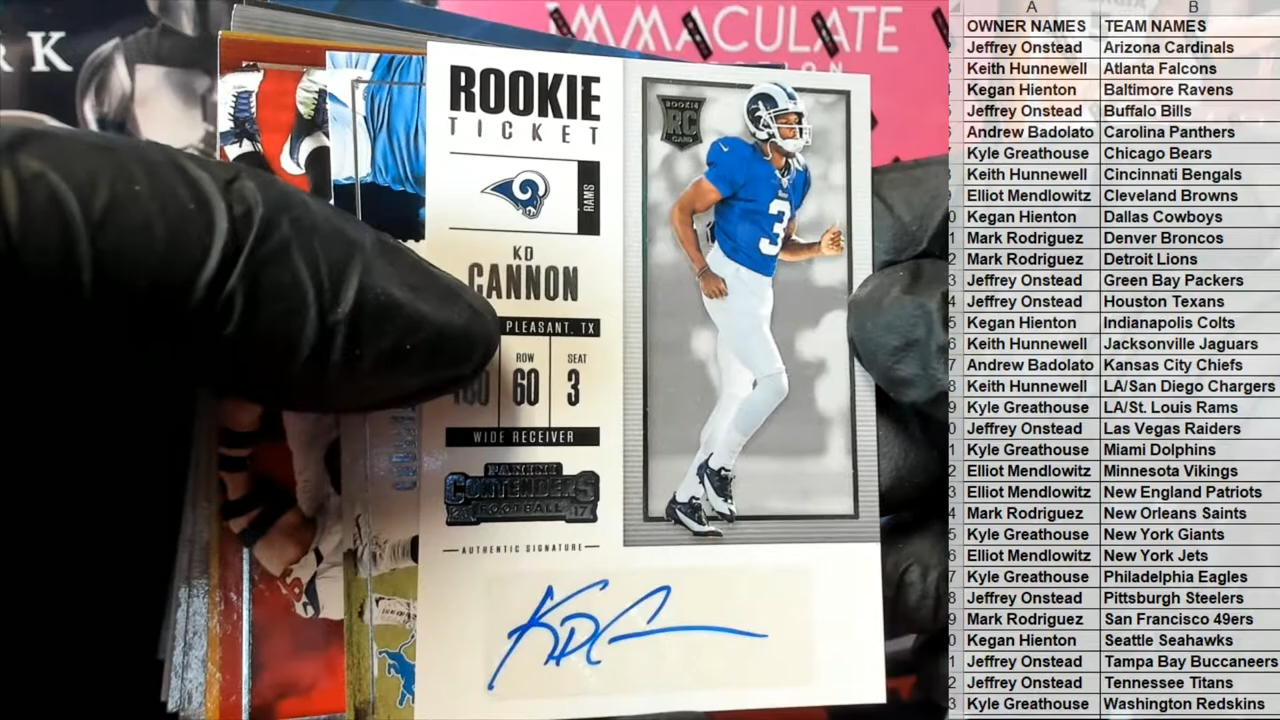 RK
IMMACULATE
ROOKIE
TICKET
RAMS
KD
CANNON
PLEASANT, TX
ROW
SEAT
60
3
WIDE RECEIVER
PANINI
CONTENDERS
FOOTBALL
20 17
AUTHENTIC SIGNATURE
ROOKIE
RC
CARD
3
A B
OWNER NAMES TEAM NAMES
Jeffrey Onstead Arizona Cardinals
Keith Hunnewell Atlanta Falcons
Kegan Hienton Baltimore Ravens
Jeffrey Onstead Buffalo Bills
Andrew Badolato Carolina Panthers
Kyle Greathouse Chicago Bears
Keith Hunnewell Cincinnati Bengals
Elliot Mendlowitz Cleveland Browns
Kegan Hienton Dallas Cowboys
Mark Rodriguez Denver Broncos
Mark Rodriguez Detroit Lions
Jeffrey Onstead Green Bay Packers
Jeffrey Onstead Houston Texans
Kegan Hienton Indianapolis Colts
Keith Hunnewell Jacksonville Jaguars
Andrew Badolato Kansas City Chiefs
Keith Hunnewell LA/San Diego Chargers
Kyle Greathouse LA/St. Louis Rams
Jeffrey Onstead Las Vegas Raiders
Kyle Greathouse Miami Dolphins
Elliot Mendlowitz Minnesota Vikings
Elliot Mendlowitz New England Patriots
Mark Rodriguez New Orleans Saints
Kyle Greathouse New York Giants
Elliot Mendlowitz New York Jets
Kyle Greathouse Philadelphia Eagles
Jeffrey Onstead Pittsburgh Steelers
Mark Rodriguez San Francisco 49ers
Kegan Hienton Seattle Seahawks
Jeffrey Onstead Tampa Bay Buccaneers
Jeffrey Onstead Tennessee Titans
Kyle Greathouse Washington Redskins